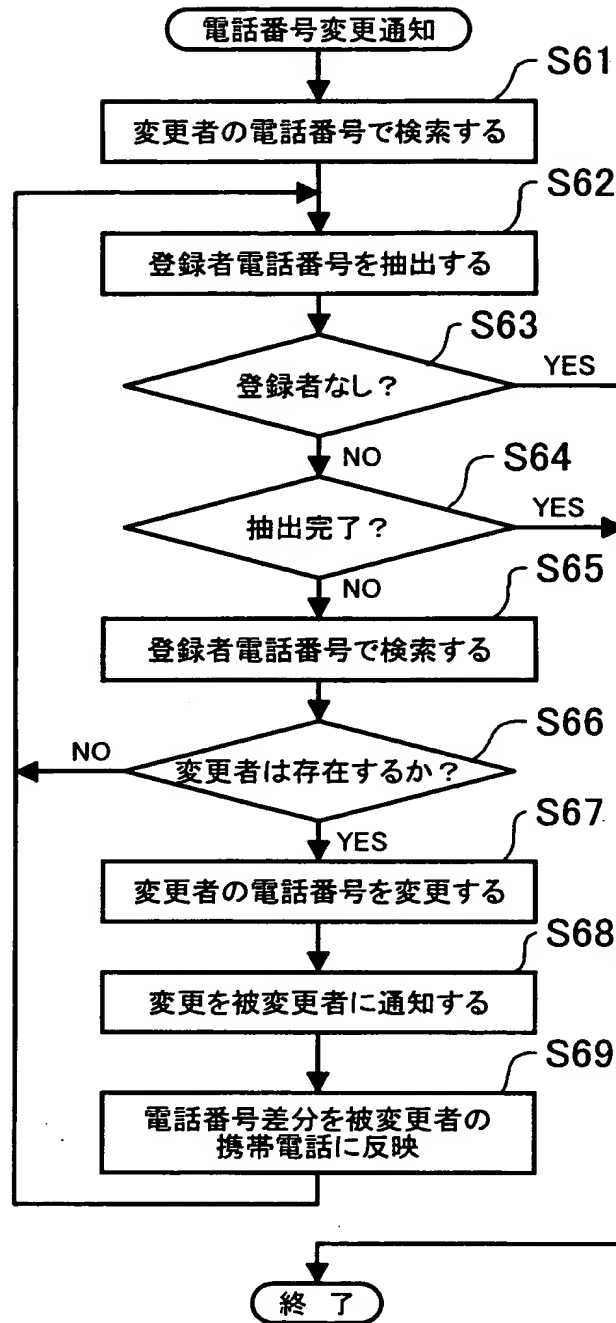 電話番号変更通知
S61
変更者の電話番号で検索する
S62
登録者電話番号を抽出する
S63
登録者なし?
YES
NO
S64
抽出完了?
YES
NO
S65
登録者電話番号で検索する
S66
変更者は存在するか?
NO
YES
S67
変更者の電話番号を変更する
S68
変更を被変更者に通知する
S69
電話番号差分を被変更者の
携帯電話に反映
終 了